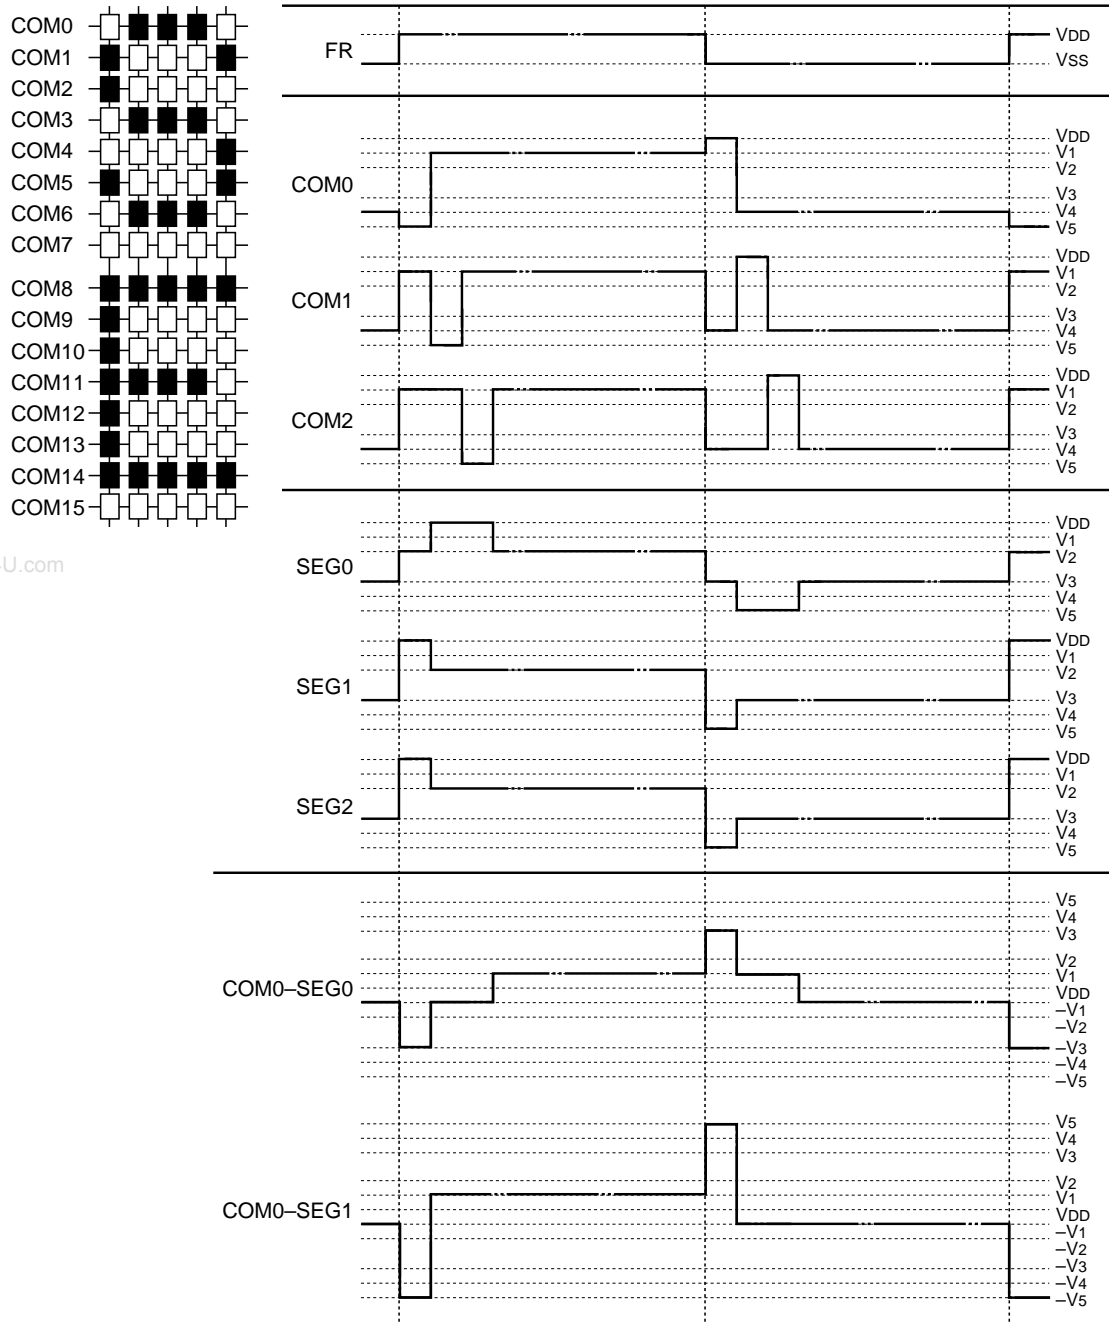 COM0
COM1
COM2
COM3
COM4
COM5
COM6
COM7
COM8
COM9
COM10
COM11
COM12
COM13
COM14
COM15
U.com
FR
VDD
VSS
COM0
VDD
V1
V2
V3
V4
V5
COM1
VDD
V1
V2
V3
V4
V5
COM2
VDD
V1
V2
V3
V4
V5
SEG0
VDD
V1
V2
V3
V4
V5
SEG1
VDD
V1
V2
V3
V4
V5
SEG2
VDD
V1
V2
V3
V4
V5
COM0–SEG0
V5
V4
V3
V2
V1
VDD
–V1
–V2
–V3
–V4
–V5
COM0–SEG1
V5
V4
V3
V2
V1
VDD
–V1
–V2
–V3
–V4
–V5